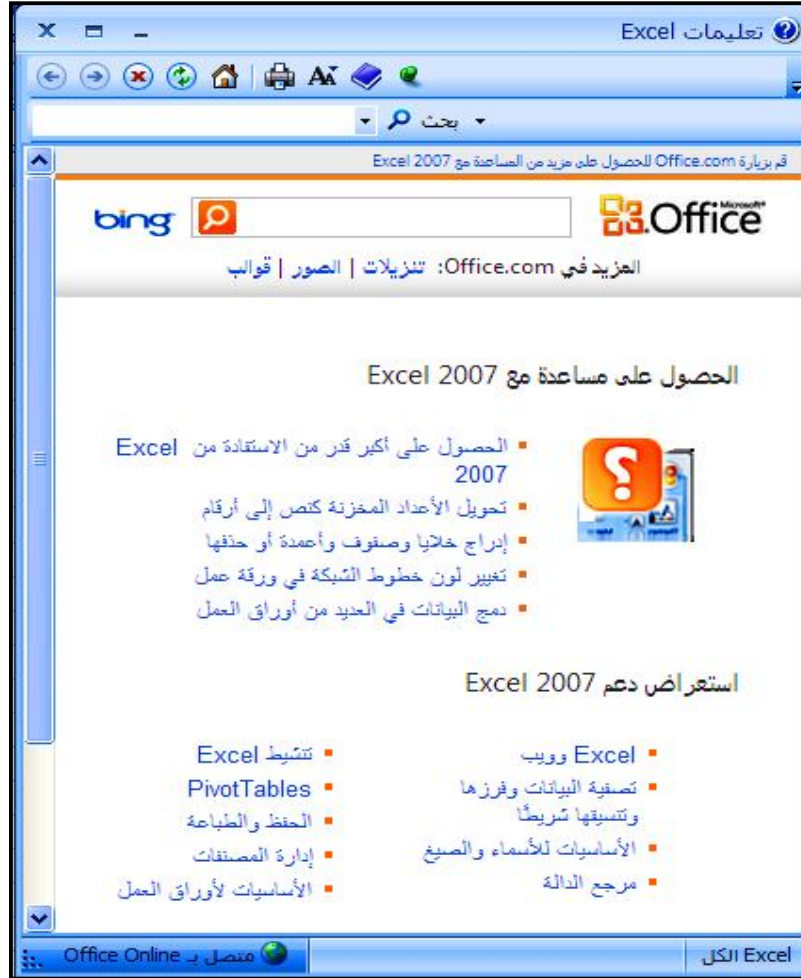 تعليمات Excel
بحث
قم بزيارة Office.com للحصول على مزيد من المساعدة مع Excel 2007
Microsoft®
Office
bing
المزيد في Office.com: تنزيلات | الصور | قوالب
الحصول على مساعدة مع Excel 2007
الحصول على أكبر قدر من الاستفادة من Excel
2007
تحويل الأعداد المخزنة كنص إلى أرقام
إدراج خلايا وصفوف وأعمدة أو حذفها
تغيير لون خطوط الشبكة في ورقة عمل
دمج البيانات في العديد من أوراق العمل
استعراض دعم Excel 2007
Excel وويب
تصفية البيانات وفرزها
وتنسيقها شريطًا
الأساسيات للأسماء والصيغ
مرجع الدالة
تنشيط Excel
PivotTables
الحفظ والطباعة
إدارة المصنفات
الأساسيات لأوراق العمل
Excel الكل
متصل بـ Office Online